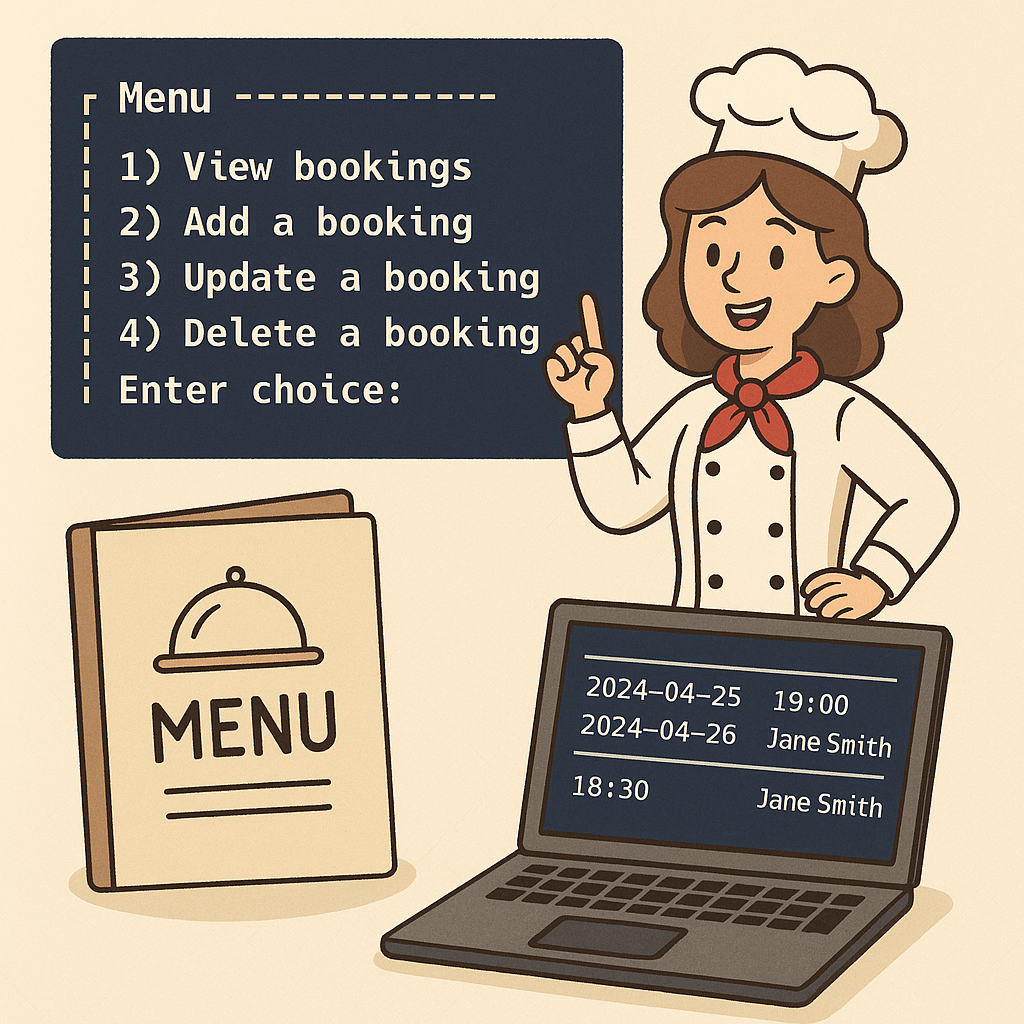 Menu ------------
1) View bookings
2) Add a booking
3) Update a booking
4) Delete a booking
Enter choice:
MENU
2024–04–25 19:00
2024–04–26 Jane Smith
18:30 Jane Smith